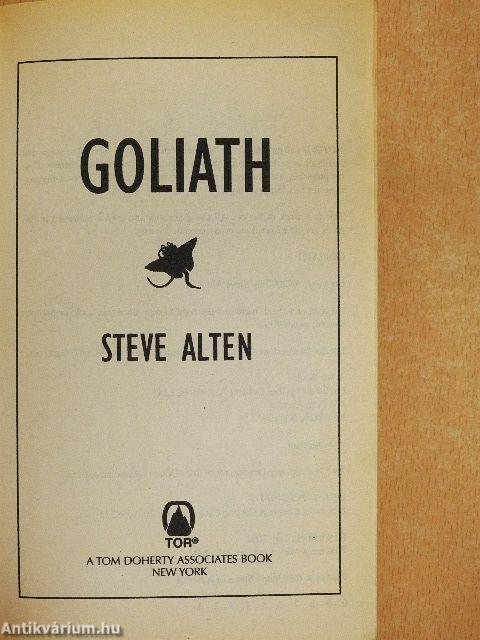 GOLIATH
STEVE ALTEN
TOR®
A TOM DOHERTY ASSOCIATES BOOK
NEW YORK
Antikvárium.hu